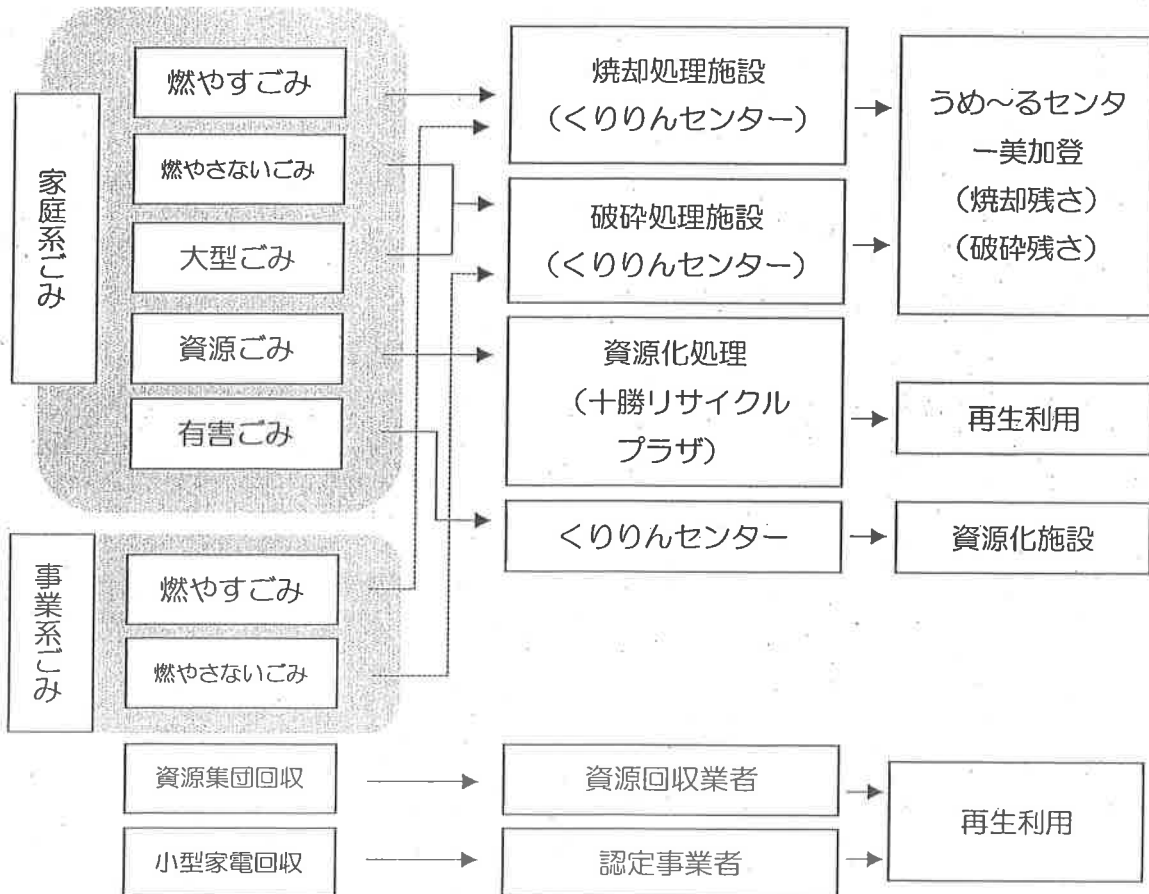 家庭系ごみ
燃やすごみ
燃やさないごみ
大型ごみ
資源ごみ
有害ごみ
焼却処理施設
（くりりんセンター）
破砕処理施設
（くりりんセンター）
資源化処理
（十勝リサイクル
プラザ）
くりりんセンター
うめ～るセンタ
ー美加登
（焼却残さ）
（破砕残さ）
再生利用
資源化施設
事業系ごみ
燃やすごみ
燃やさないごみ
資源集団回収
資源回収業者
小型家電回収
認定事業者
再生利用